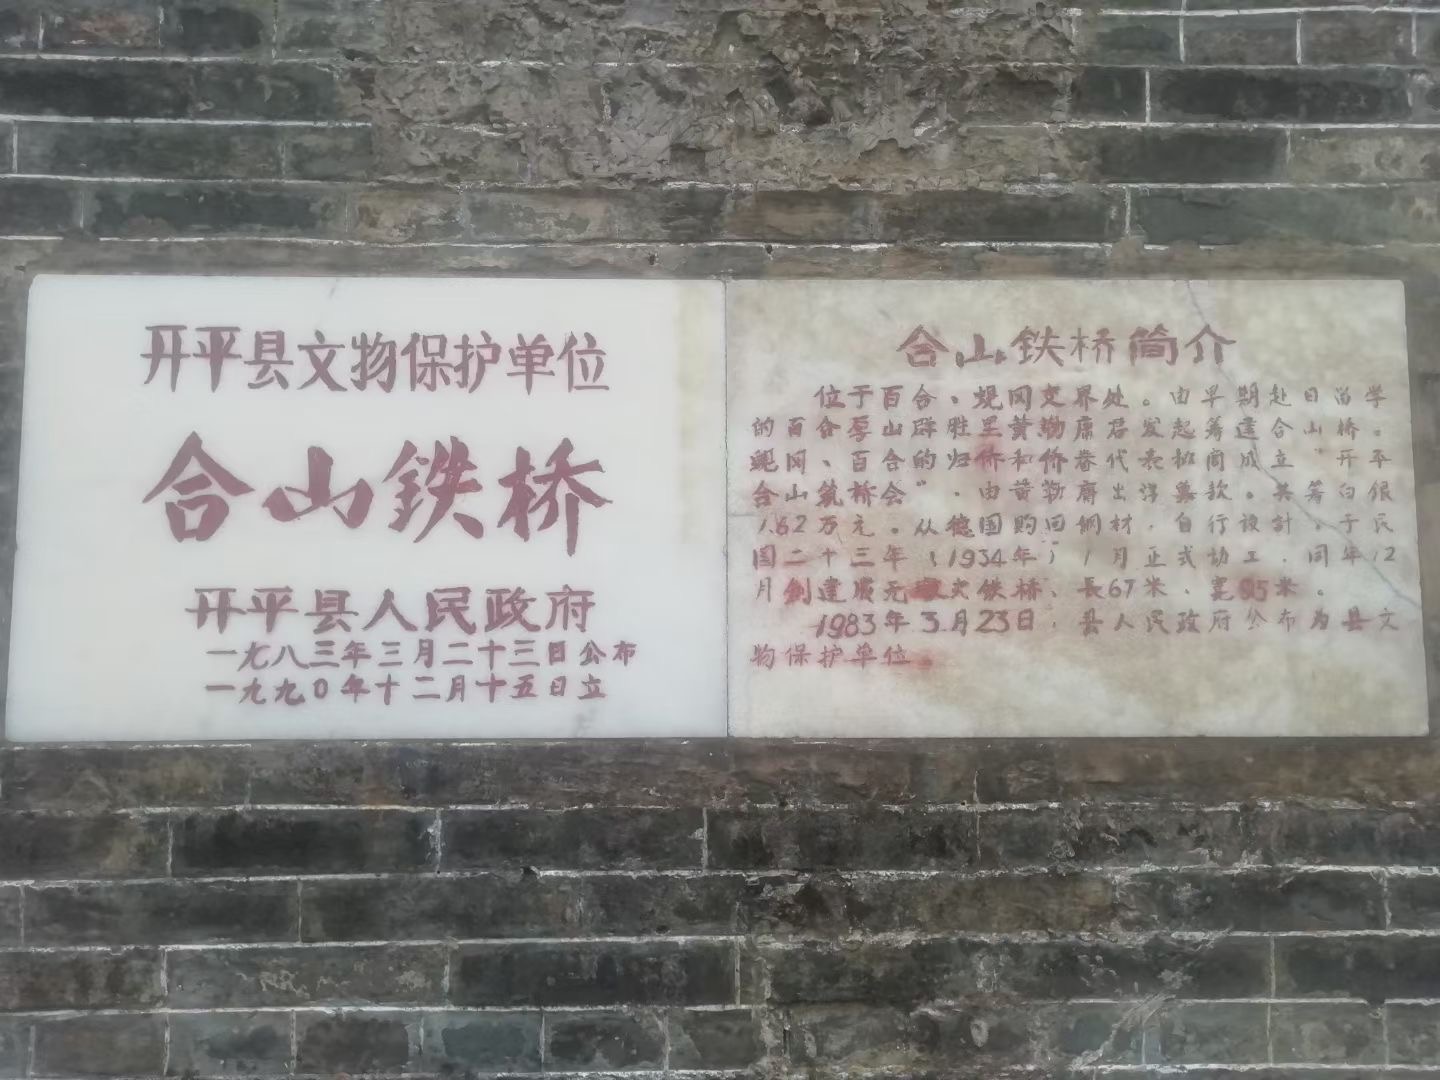 开平县文物保护单位
合山铁桥
开平县人民政府
一九八三年三月二十三日公布
一九九〇年十二月十五日立
合山铁桥简介
位于百合、蚬冈交界处。由早期赴日留学
的百合厚山群胜里黄勒庸君发起筹建合山桥。
蚬冈、百合的归侨和侨眷代表协商成立“开平
合山筑桥会”，由黄勒庸出洋募款。共筹白银
1.62万元。从德国购回钢材，自行设计，于民
国二十三年（1934年）1月正式动工，同年12
月创建成无 铁桥、長67米，宽 米。
1983年3月23日，县人民政府公布为县文
物保护单位。